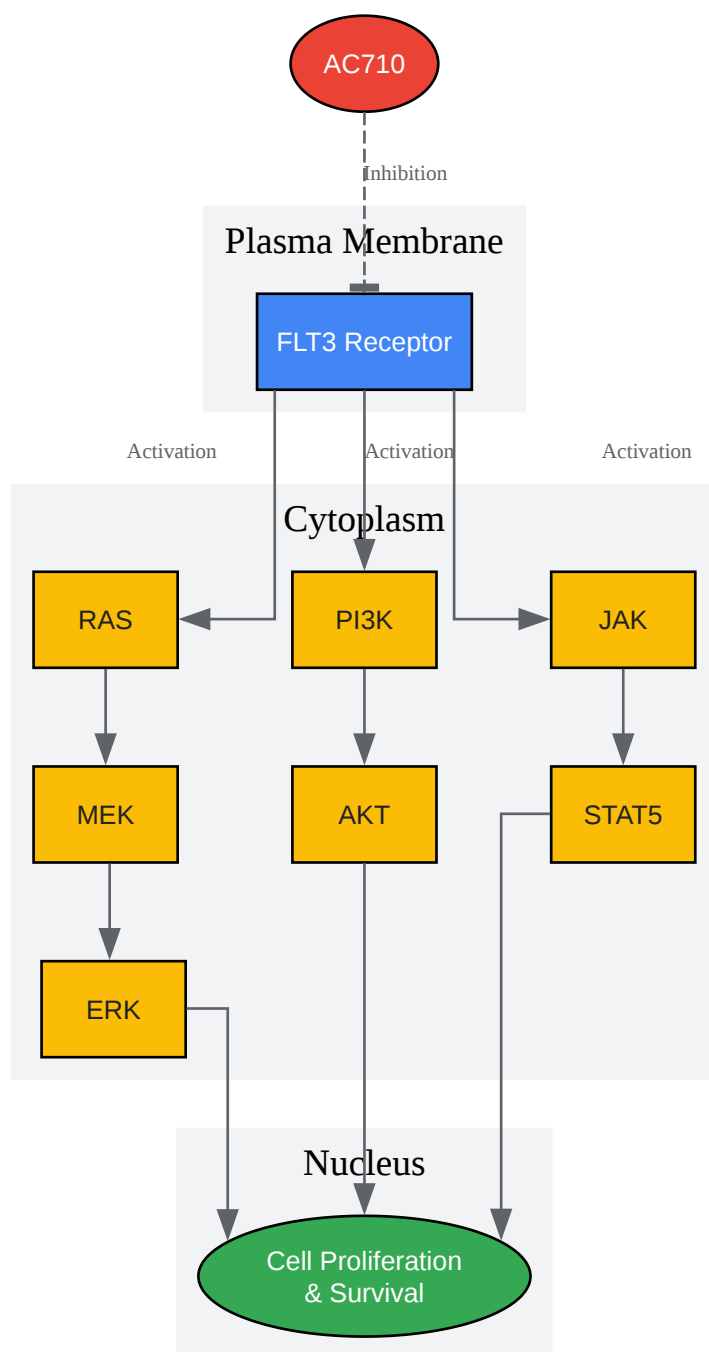 AC710
Inhibition
Plasma Membrane
FLT3 Receptor
Activation
Activation
Activation
Cytoplasm
RAS
PI3K
JAK
MEK
AKT
STAT5
ERK
Nucleus
Cell Proliferation
& Survival